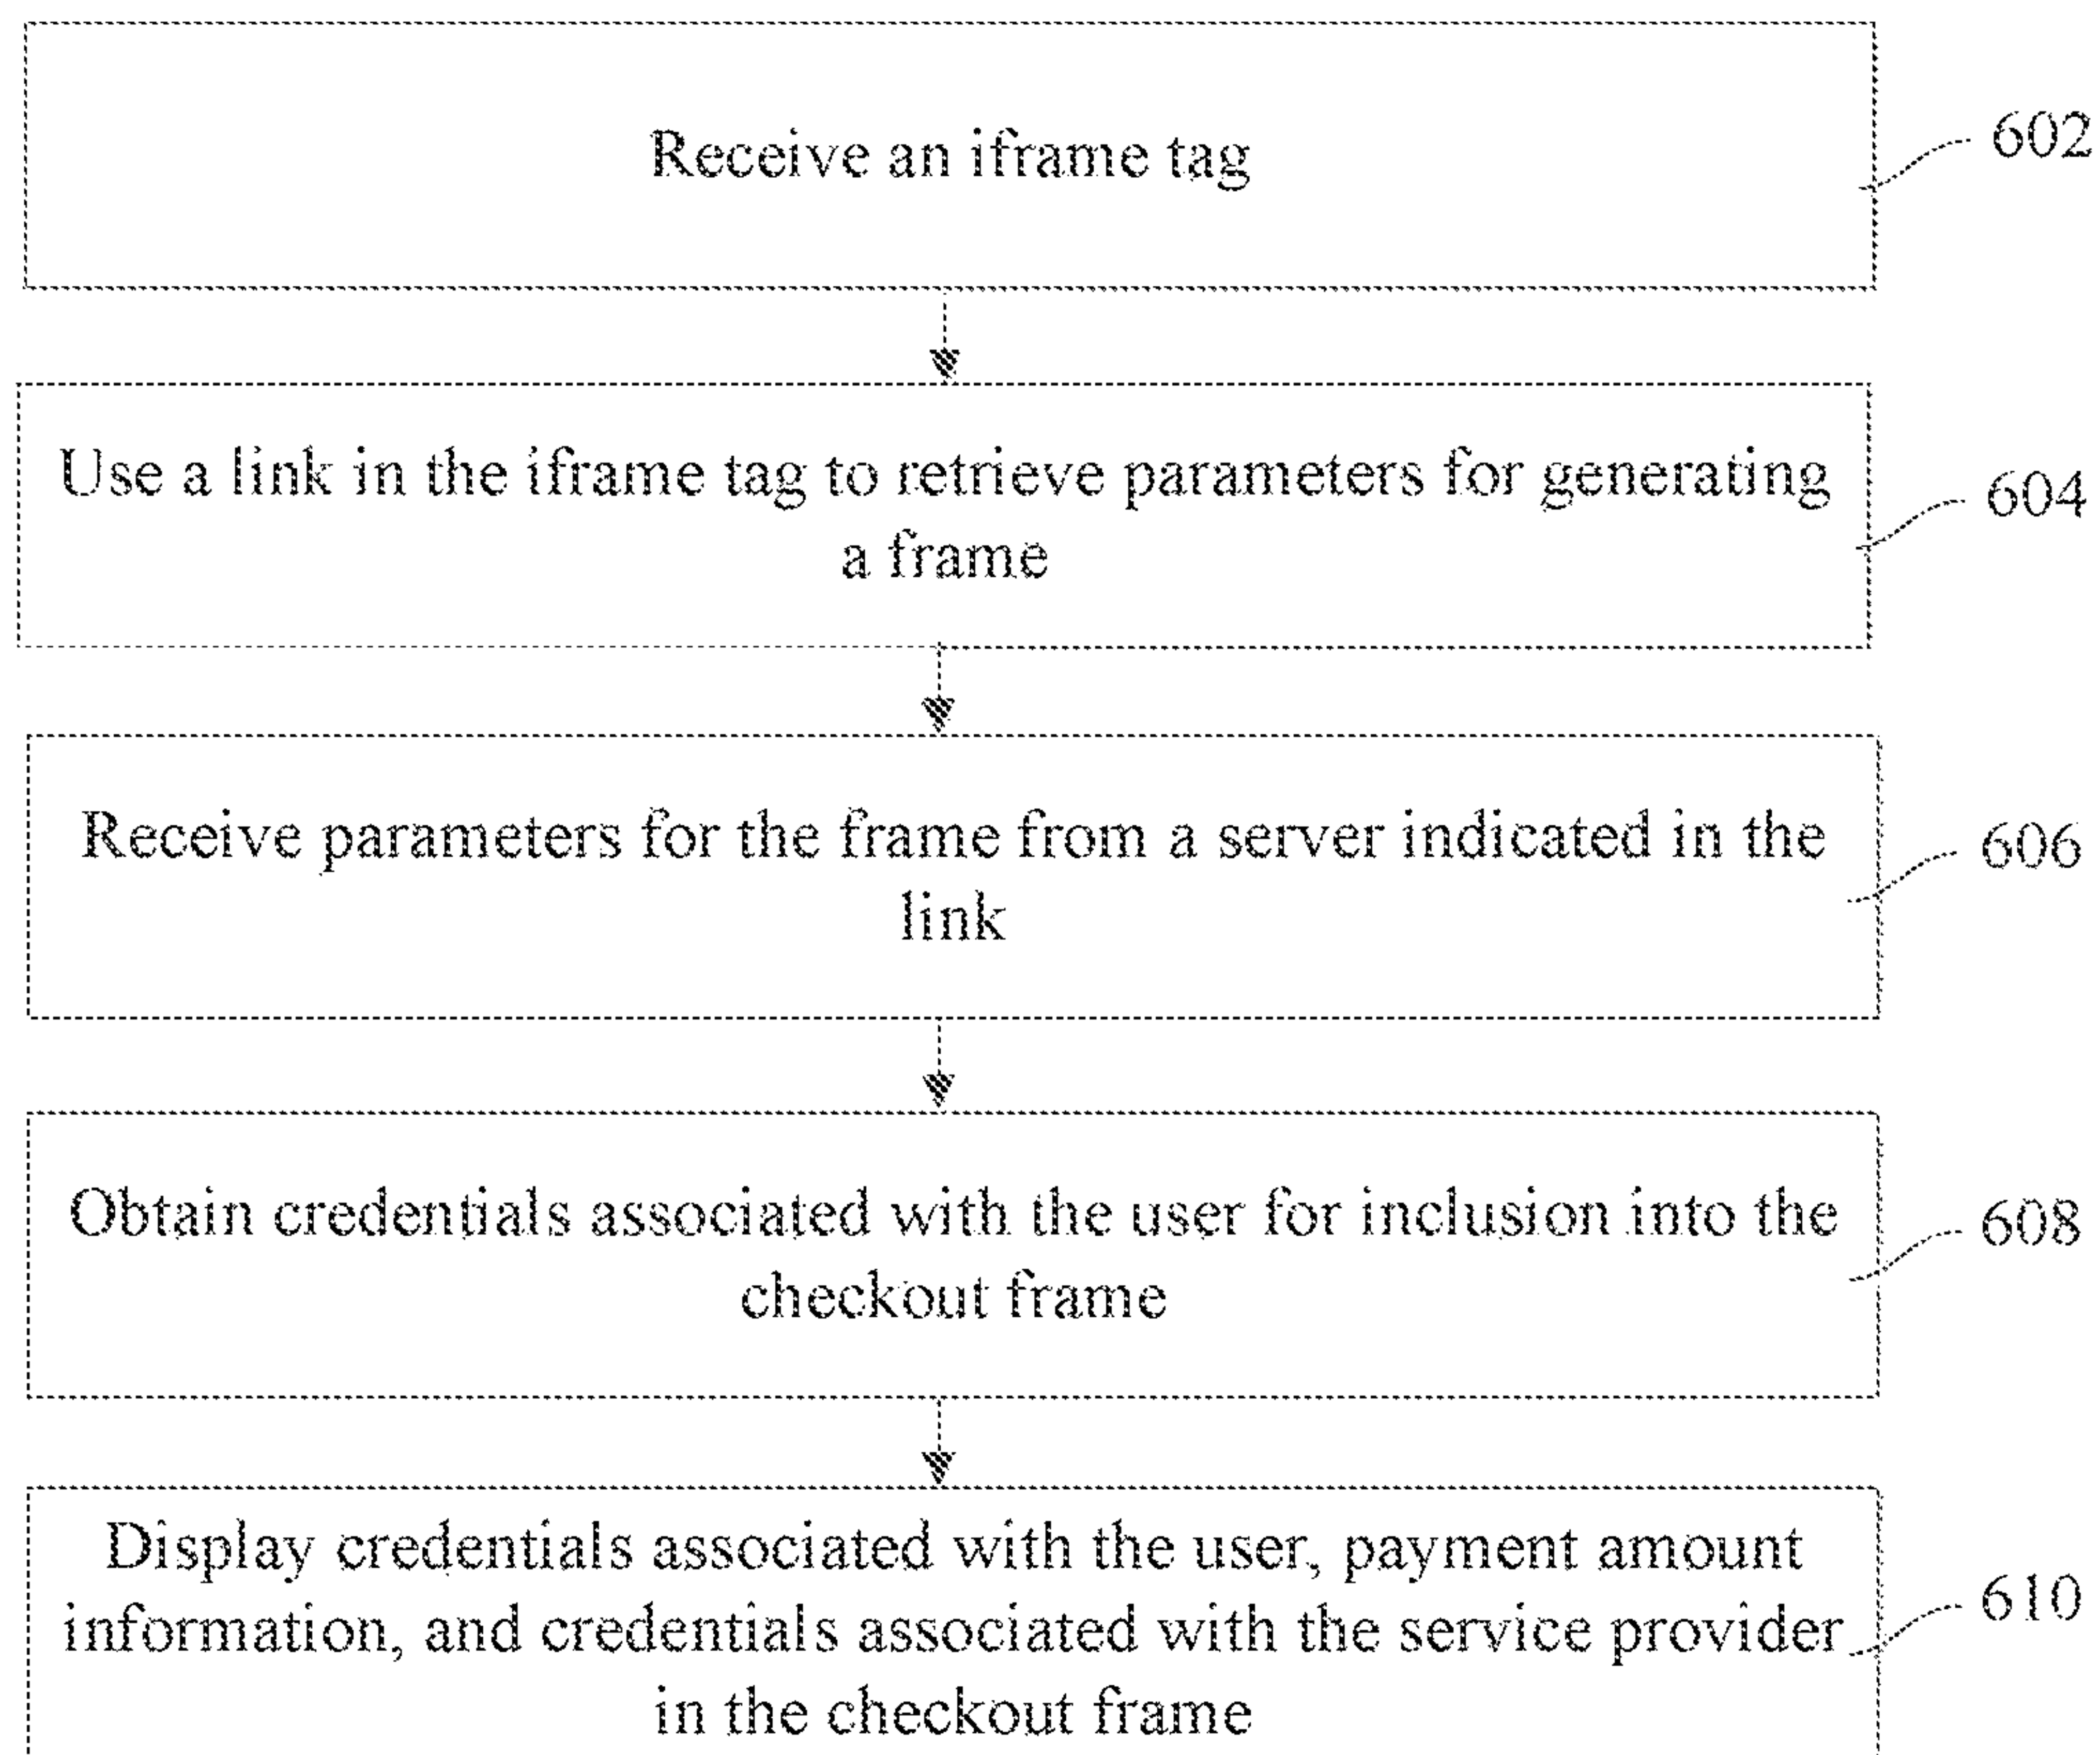 Receive an iframe tag
602
Use a link in the iframe tag to retrieve parameters for generating
a frame
604
Receive parameters for the frame from a server indicated in the
link
606
Obtain credentials associated with the user for inclusion into the
checkout frame
608
Display credentials associated with the user, payment amount
information, and credentials associated with the service provider
in the checkout frame
610